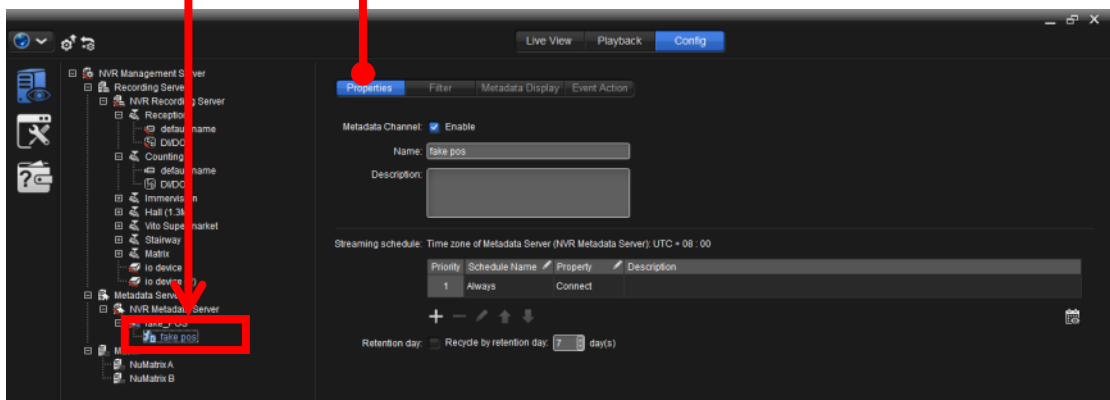 Live View Playback Config
NVR Management Server
Recording Server
NVR Recording Server
Reception
default name
DI/DO
Counting
default name
DI/DO
Immervision
Hall (1.3M
Vito Supermarket
Stairway
Matrix
io device
io device
Metadata Server
NVR Metadata Server
fake_POS
fake pos
M
NuMatrix A
NuMatrix B
Properties Filter Metadata Display Event Action
Metadata Channel: Enable
Name: fake pos
Description:
Streaming schedule: Time zone of Metadata Server (NVR Metadata Server): UTC + 08 : 00
Priority Schedule Name Property Description
1 Always Connect
Retention day: Recycle by retention day: 7 day(s)